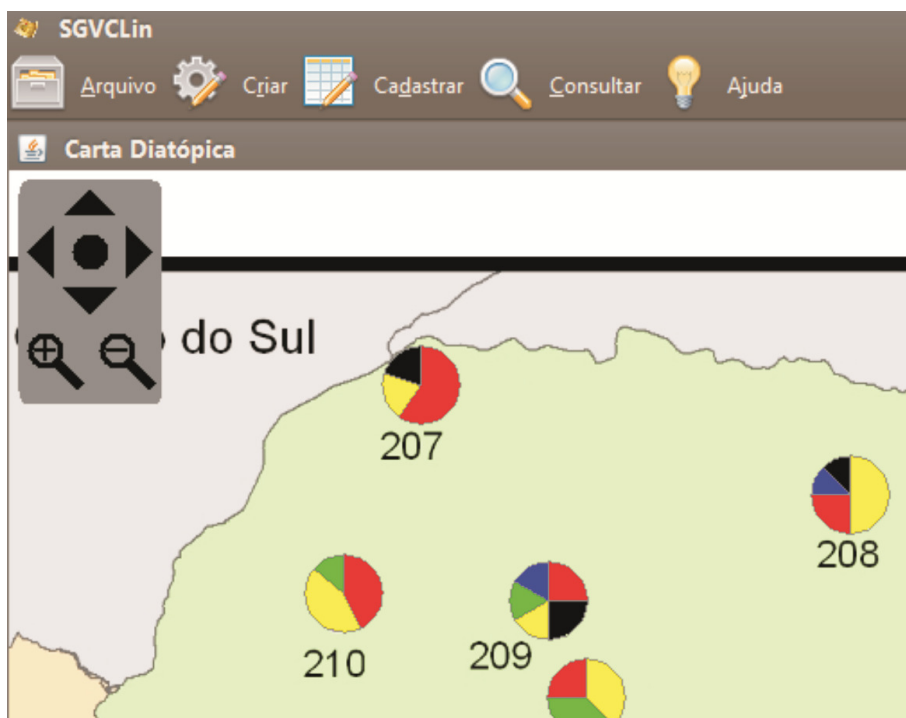 SGVCLin
Arquivo Criar Cadastrar Consultar Ajuda
Carta Diatópica
do Sul
207
208
209
210